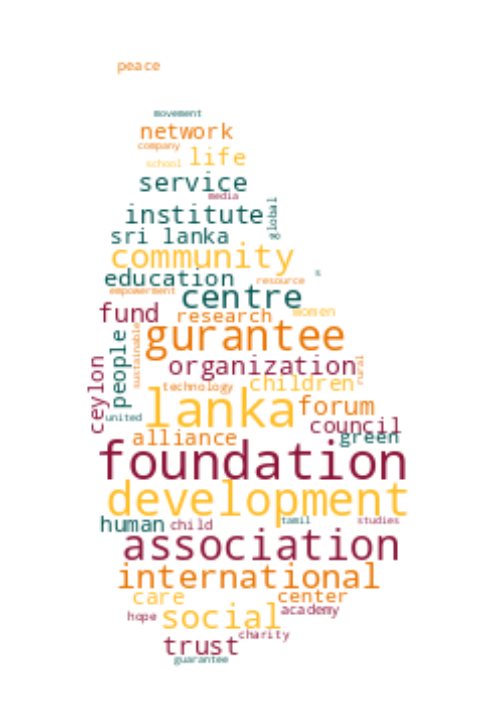 peace
movement
network
company
school life
service
media
institute global
sri lanka
community
education s
resource
empowerment centre
fund research women
gurantee
sustainable
people
organization
rural
ceylon
technology children
lanka forum
united council
alliance green
foundation
development
human child tamil studies
association
international
care center
hope social academy
charity
trust
guarantee